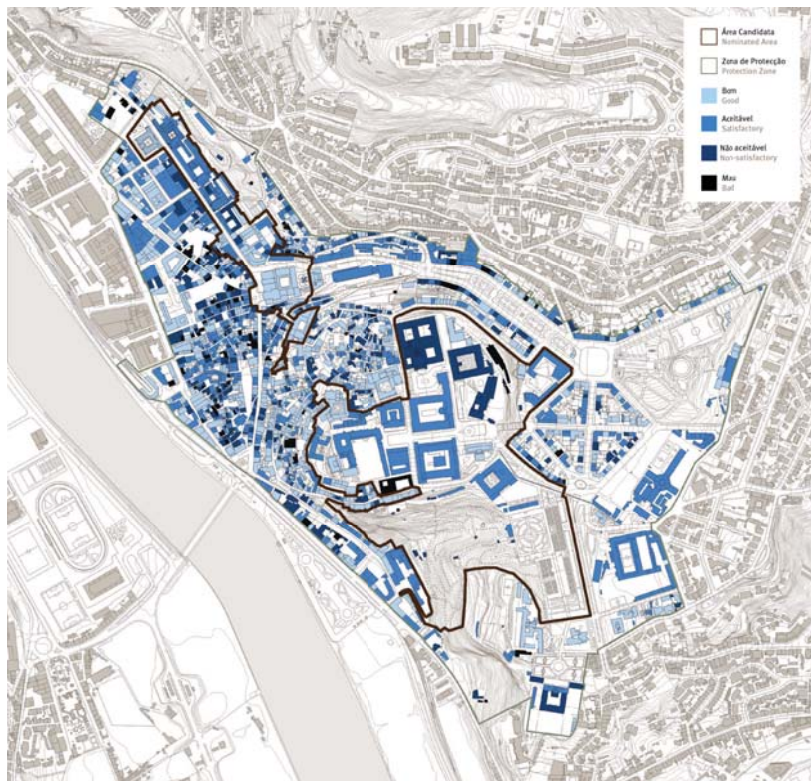 Área Candidata
Nominated Area
Zona de Protecção
Protection Zone
Bom
Good
Aceitável
Satisfactory
Não aceitável
Non-satisfactory
Mau
Bad